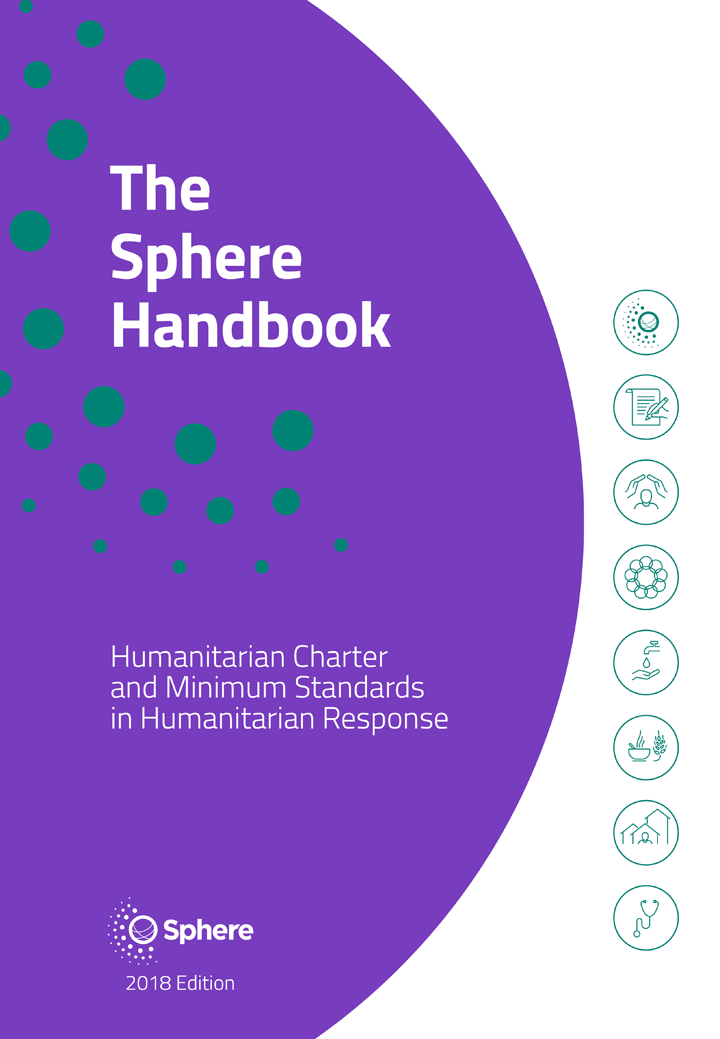 The
Sphere
Handbook
Humanitarian Charter
and Minimum Standards
in Humanitarian Response
Sphere
2018 Edition